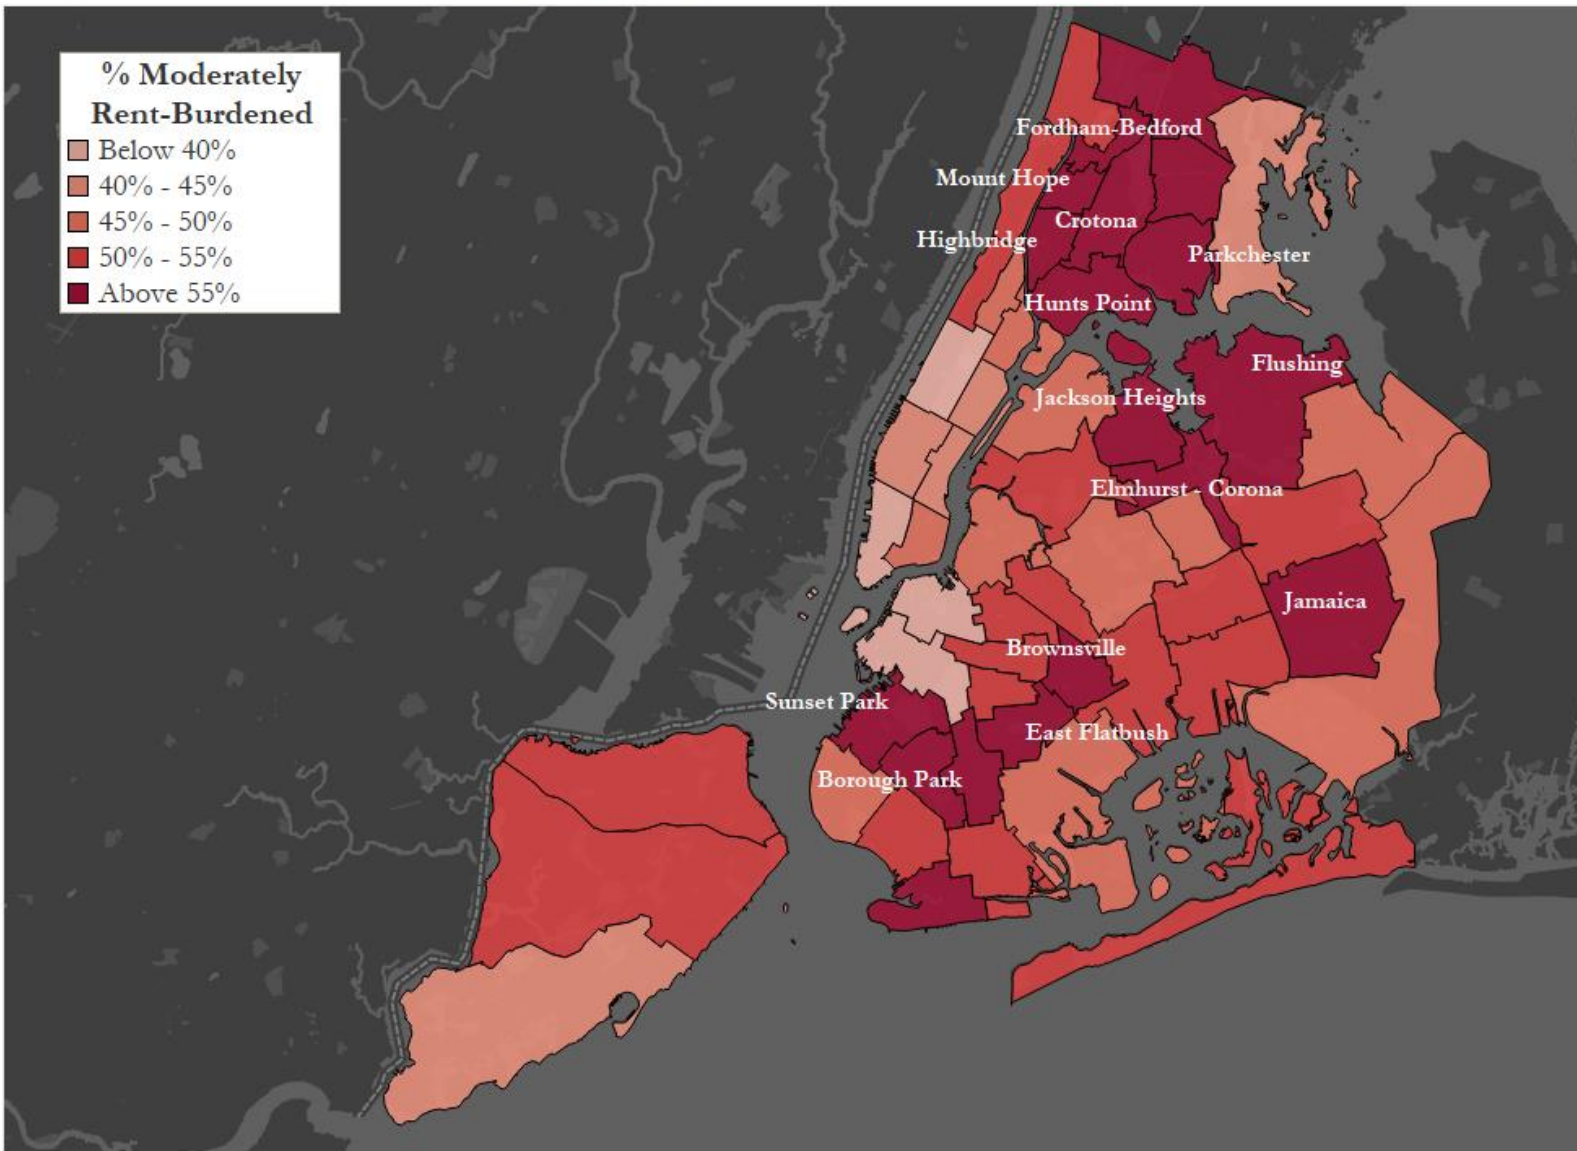 % Moderately
Rent-Burdened
Below 40%
40% - 45%
45% - 50%
50% - 55%
Above 55%
Fordham-Bedford
Mount Hope
Crotona
Highbridge
Parkchester
Hunts Point
Flushing
Jackson Heights
Elmhurst - Corona
Jamaica
Brownsville
Sunset Park
East Flatbush
Borough Park